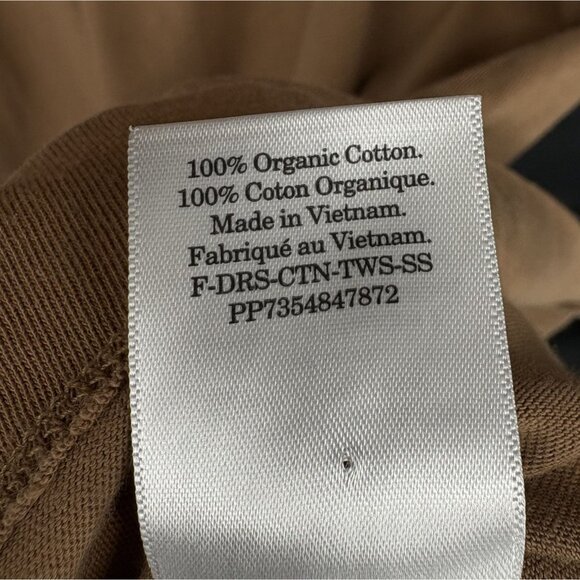 100% Organic Cotton.
100% Coton Organique.
Made in Vietnam.
Fabriqué au Vietnam.
F-DRS-CTN-TWS-SS
PP7354847872